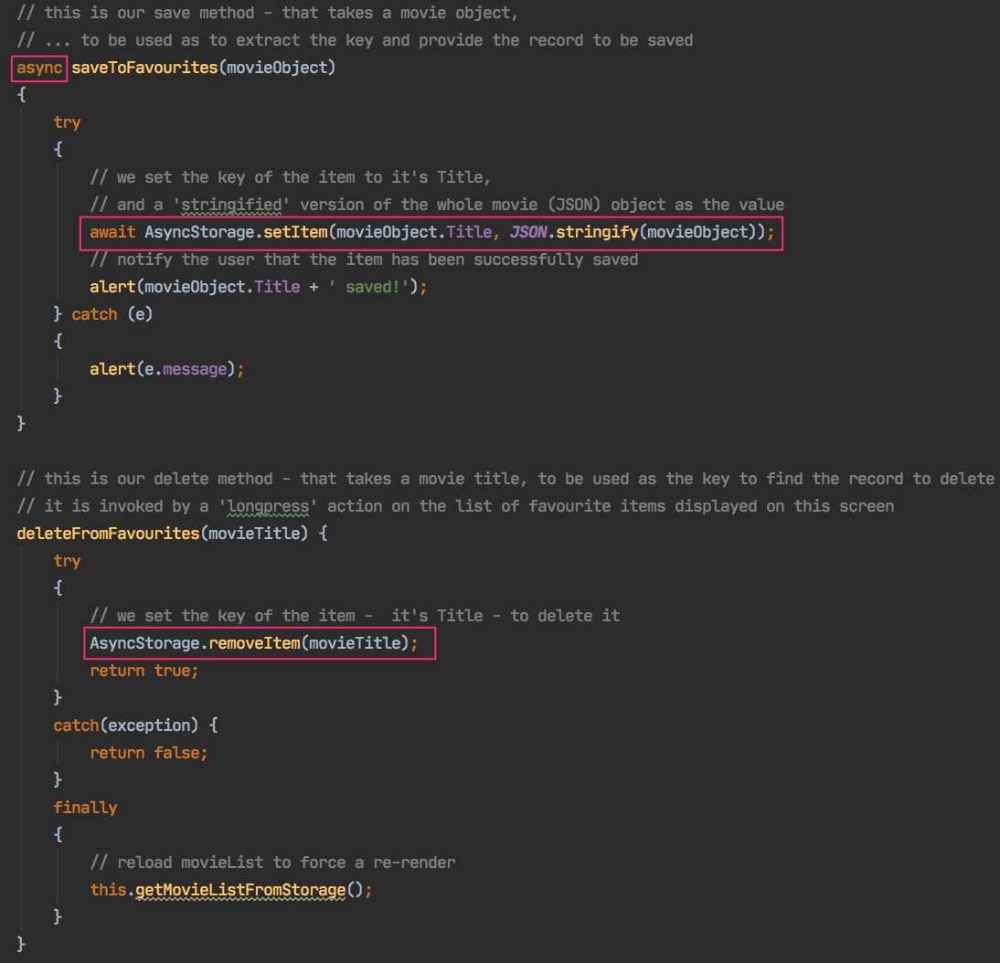 // this is our save method - that takes a movie object,
// ... to be used as to extract the key and provide the record to be saved
async saveToFavourites(movieObject)
{
    try
    {
        // we set the key of the item to it's Title,
        // and a 'stringified' version of the whole movie (JSON) object as the value
        await AsyncStorage.setItem(movieObject.Title, JSON.stringify(movieObject));
        // notify the user that the item has been successfully saved
        alert(movieObject.Title + ' saved!');
    } catch (e)
    {
        alert(e.message);
    }
}

// this is our delete method - that takes a movie title, to be used as the key to find the record to delete
// it is invoked by a 'longpress' action on the list of favourite items displayed on this screen
deleteFromFavourites(movieTitle) {
    try
    {
        // we set the key of the item -  it's Title - to delete it
        AsyncStorage.removeItem(movieTitle);
        return true;
    }
    catch(exception) {
        return false;
    }
    finally
    {
        // reload movieList to force a re-render
        this.getMovieListFromStorage();
    }
}